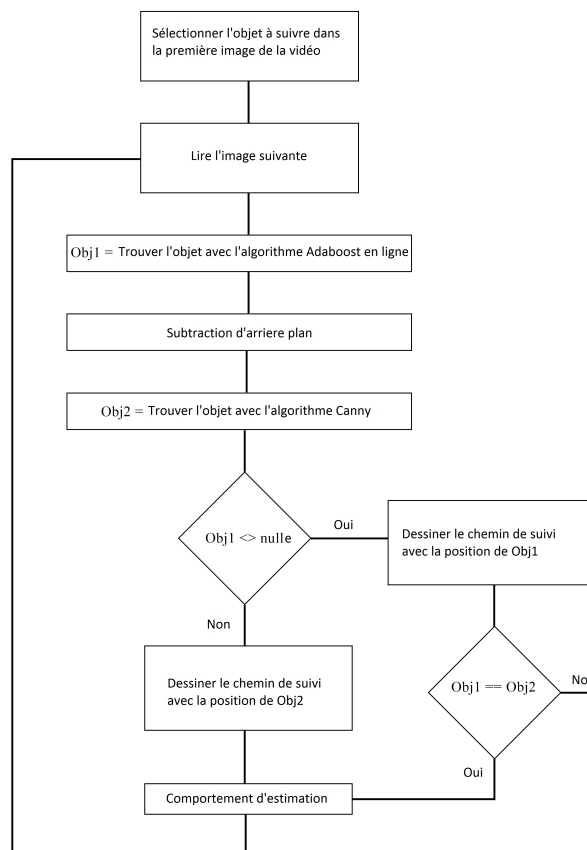 Sélectionner l'objet à suivre dans
la première image de la vidéo
Lire l'image suivante
Obj1 = Trouver l'objet avec l'algorithme Adaboost en ligne
Subtraction d'arriere plan
Obj2 = Trouver l'objet avec l'algorithme Canny
Obj1 <> nulle
Oui
Dessiner le chemin de suivi
avec la position de Obj1
Non
Dessiner le chemin de suivi
avec la position de Obj2
Obj1 == Obj2
No
Oui
Comportement d'estimation